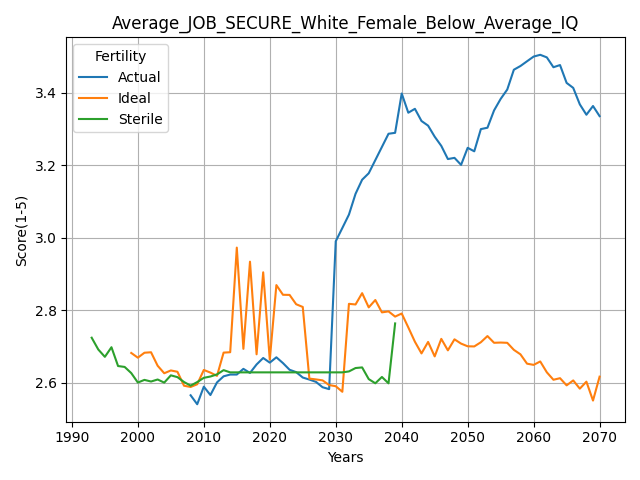 Average_JOB_SECURE_White_Female_Below_Average_IQ
Fertility
Actual
Ideal
Sterile
Score(1-5)
3.4
3.2
3.0
2.8
2.6
1990 2000 2010 2020 2030 2040 2050 2060 2070
Years